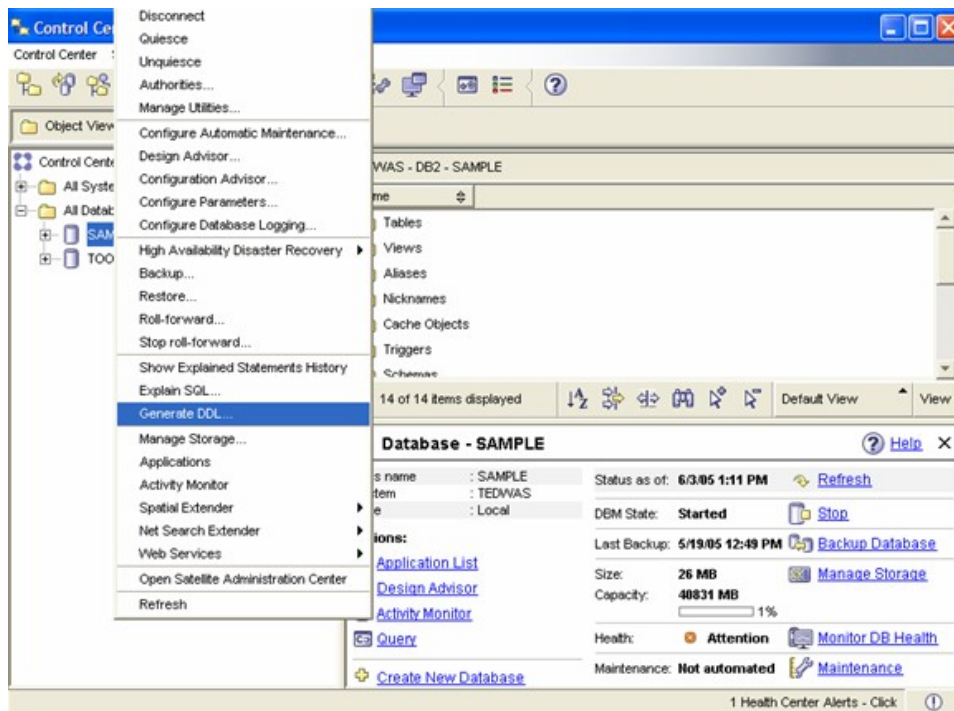 Control Ce
Control Center
Object View
Control Cente
All Syste
All Datab
SAM
TOO
Disconnect
Quiesce
Unquiesce
Authorities...
Manage Utilities...
Configure Automatic Maintenance...
Design Advisor...
Configuration Advisor...
Configure Parameters...
Configure Database Logging...
High Availability Disaster Recovery
Backup...
Restore...
Roll-forward...
Stop roll-forward...
Show Explained Statements History
Explain SQL...
Generate DDL...
Manage Storage...
Applications
Activity Monitor
Spatial Extender
Net Search Extender
Web Services
Open Satellite Administration Center
Refresh
WAS - DB2 - SAMPLE
me
Tables
Views
Aliases
Nicknames
Cache Objects
Triggers
Schemas
14 of 14 items displayed Default View View
Database - SAMPLE Help
s name : SAMPLE
tem : TEDWAS
e : Local
ions:
Application List
Design Advisor
Activity Monitor
Query
Create New Database
Status as of: 6/3/05 1:11 PM Refresh
DBM State: Started Stop
Last Backup: 5/19/05 12:49 PM Backup Database
Size: 26 MB Manage Storage
Capacity: 40831 MB
1%
Health: Attention Monitor DB Health
Maintenance: Not automated Maintenance
1 Health Center Alerts - Click